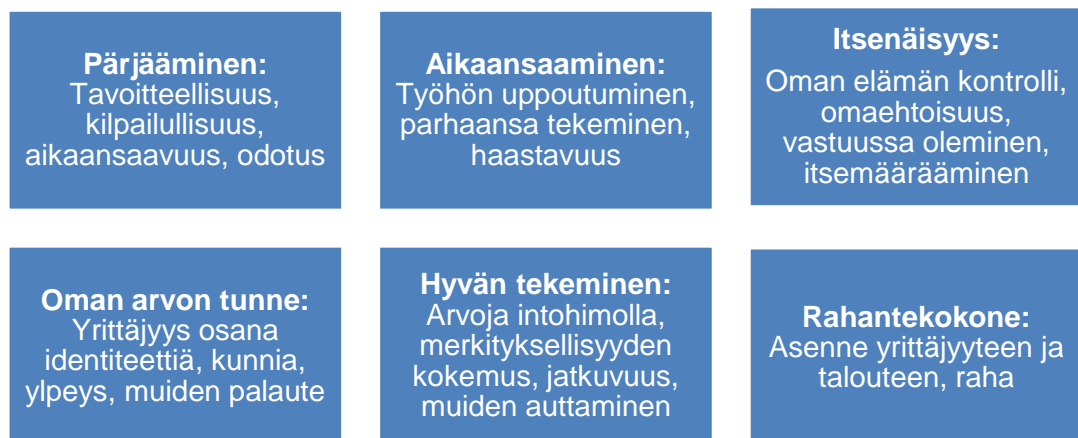 Pärjääminen:
Tavoitteellisuus,
kilpailullisuus,
aikaansaavuus, odotus
Aikaansaaminen:
Työhön uppoutuminen,
parhaansa tekeminen,
haastavuus
Itsenäisyys:
Oman elämän kontrolli,
omaehtoisuus,
vastuussa oleminen,
itsemäärääminen
Oman arvon tunne:
Yrittäjyys osana
identiteettiä, kunnia,
ylpeys, muiden palaute
Hyvän tekeminen:
Arvoja intohimolla,
merkityksellisyyden
kokemus, jatkuvuus,
muiden auttaminen
Rahantekokone:
Asenne yrittäjyyteen ja
talouteen, raha